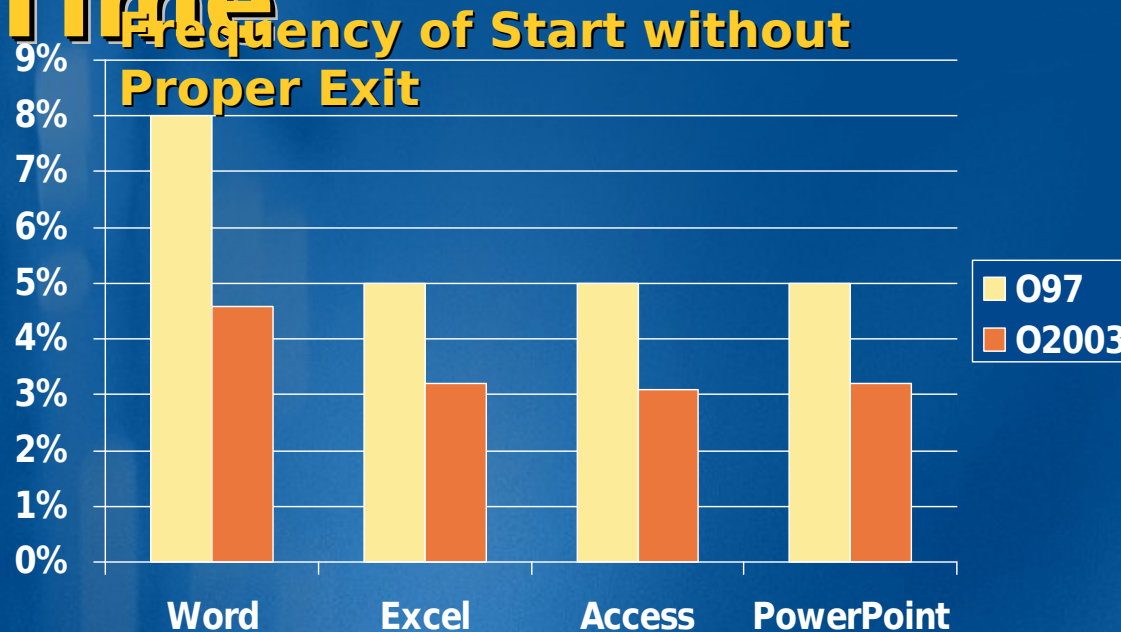 Time
Frequency of Start without
Proper Exit
9%
8%
7%
6%
5%
4%
3%
2%
1%
0%
Word Excel Access PowerPoint
O97
O2003